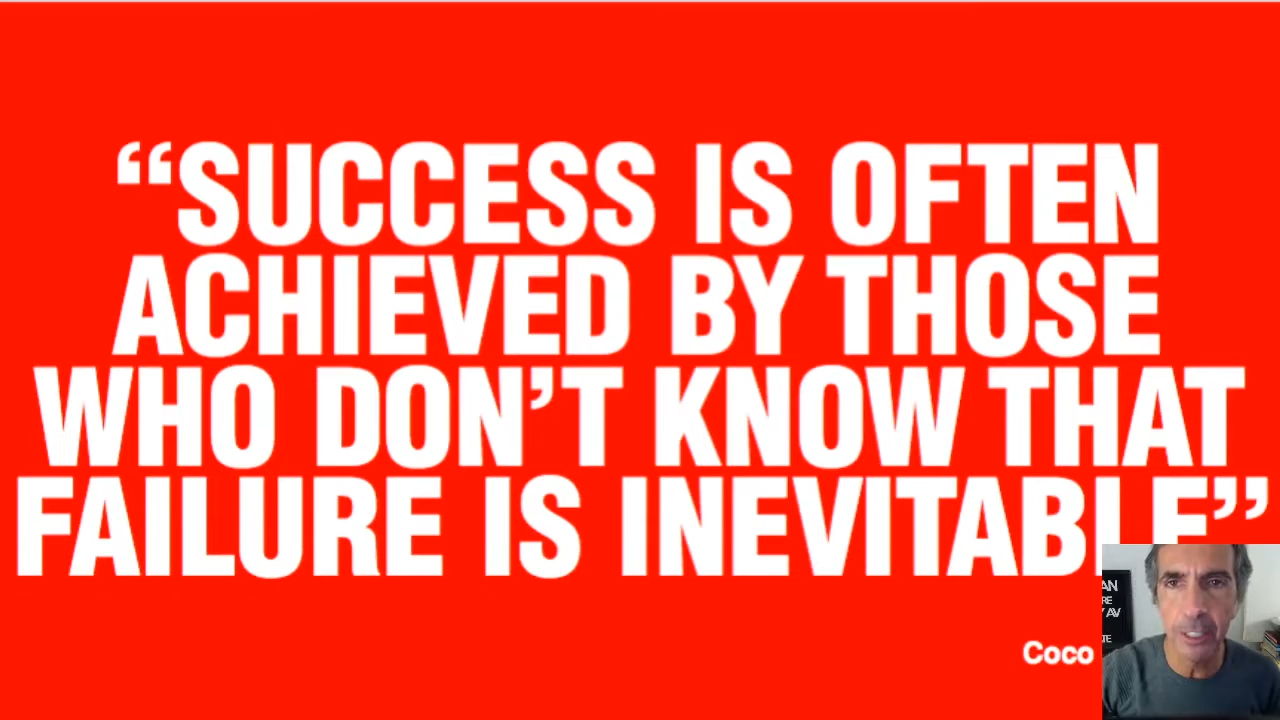 “SUCCESS IS OFTEN
ACHIEVED BY THOSE
WHO DON’T KNOW THAT
FAILURE IS INEVITABLE”
Coco